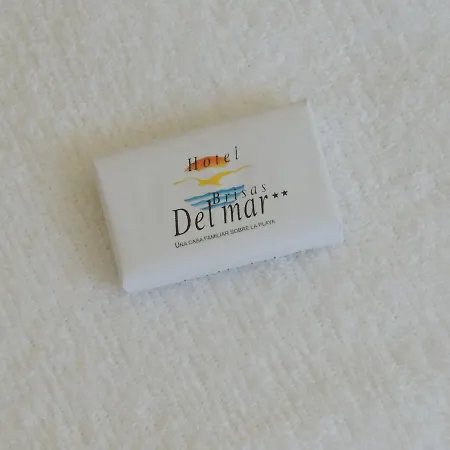 Hotel
Brisas
Del mar**
UNA CASA FAMILIAR SOBRE LA PLAYA